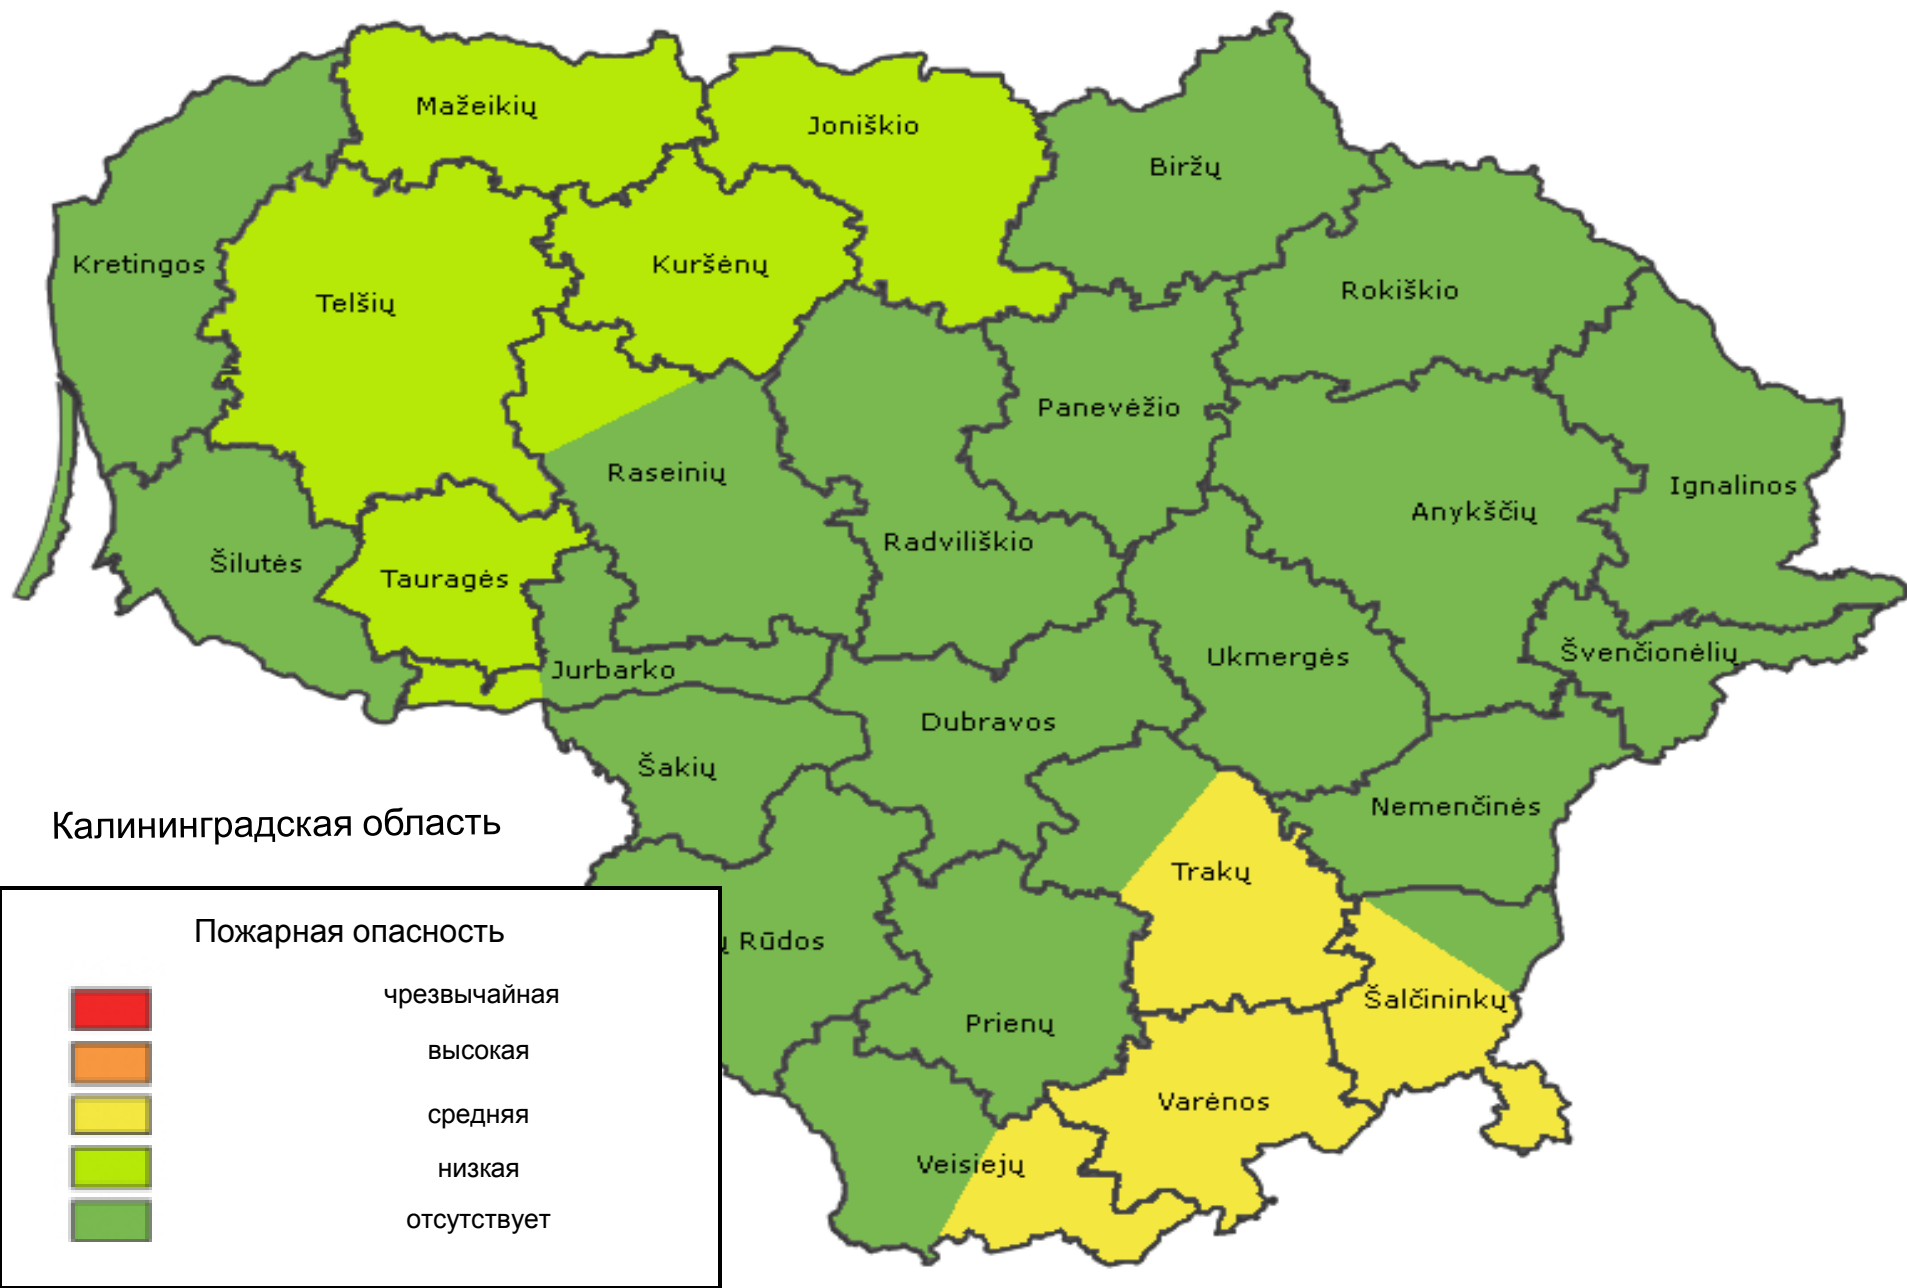 Mažeikių
Joniškio
Biržų
Kretingos
Telšių
Kuršėnų
Rokiškio
Panevėžio
Raseinių
Ignalinos
Anykščių
Radviliškio
Šilutės
Tauragės
Jurbarko
Ukmergės
Švenčionėlių
Dubravos
Šakių
Nemenčinės
Калининградская область
Trakų
ų Rūdos
Šalčininkų
Prienų
Varėnos
Veisiejų
Пожарная опасность
чрезвычайная
высокая
средняя
низкая
отсутствует